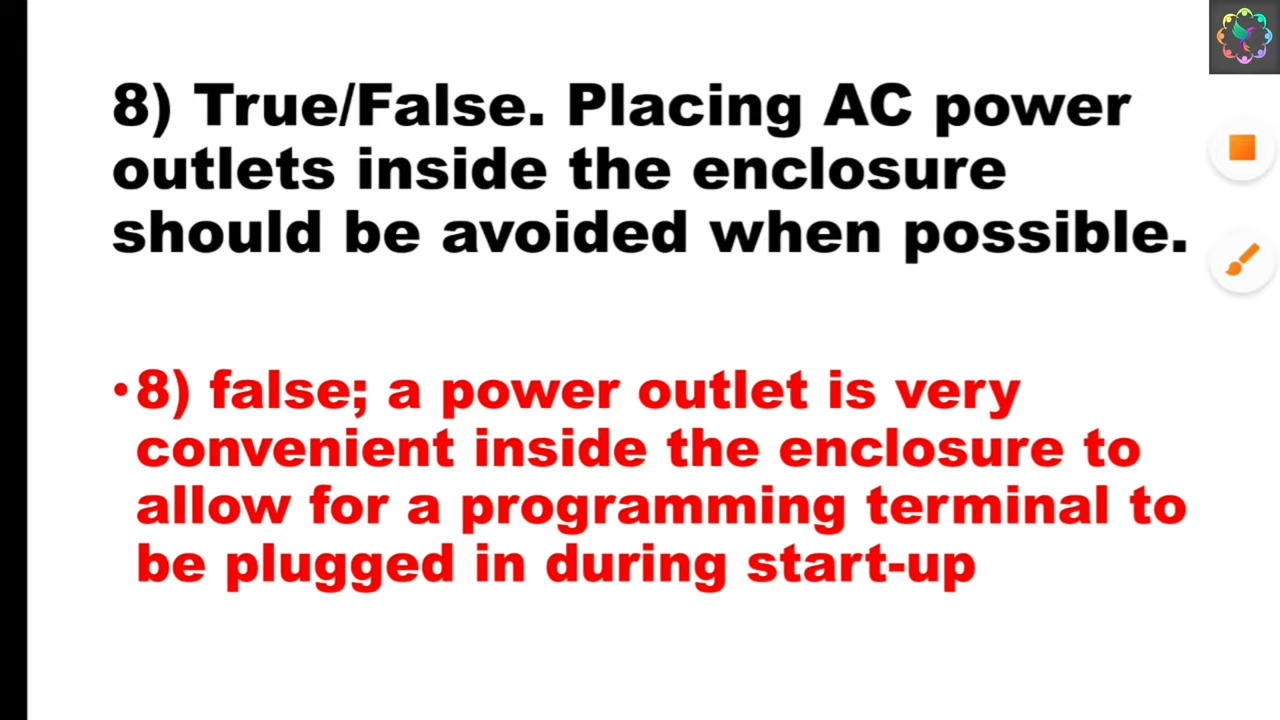 8) True/False. Placing AC power
outlets inside the enclosure
should be avoided when possible.
•8) false; a power outlet is very
convenient inside the enclosure to
allow for a programming terminal to
be plugged in during start-up